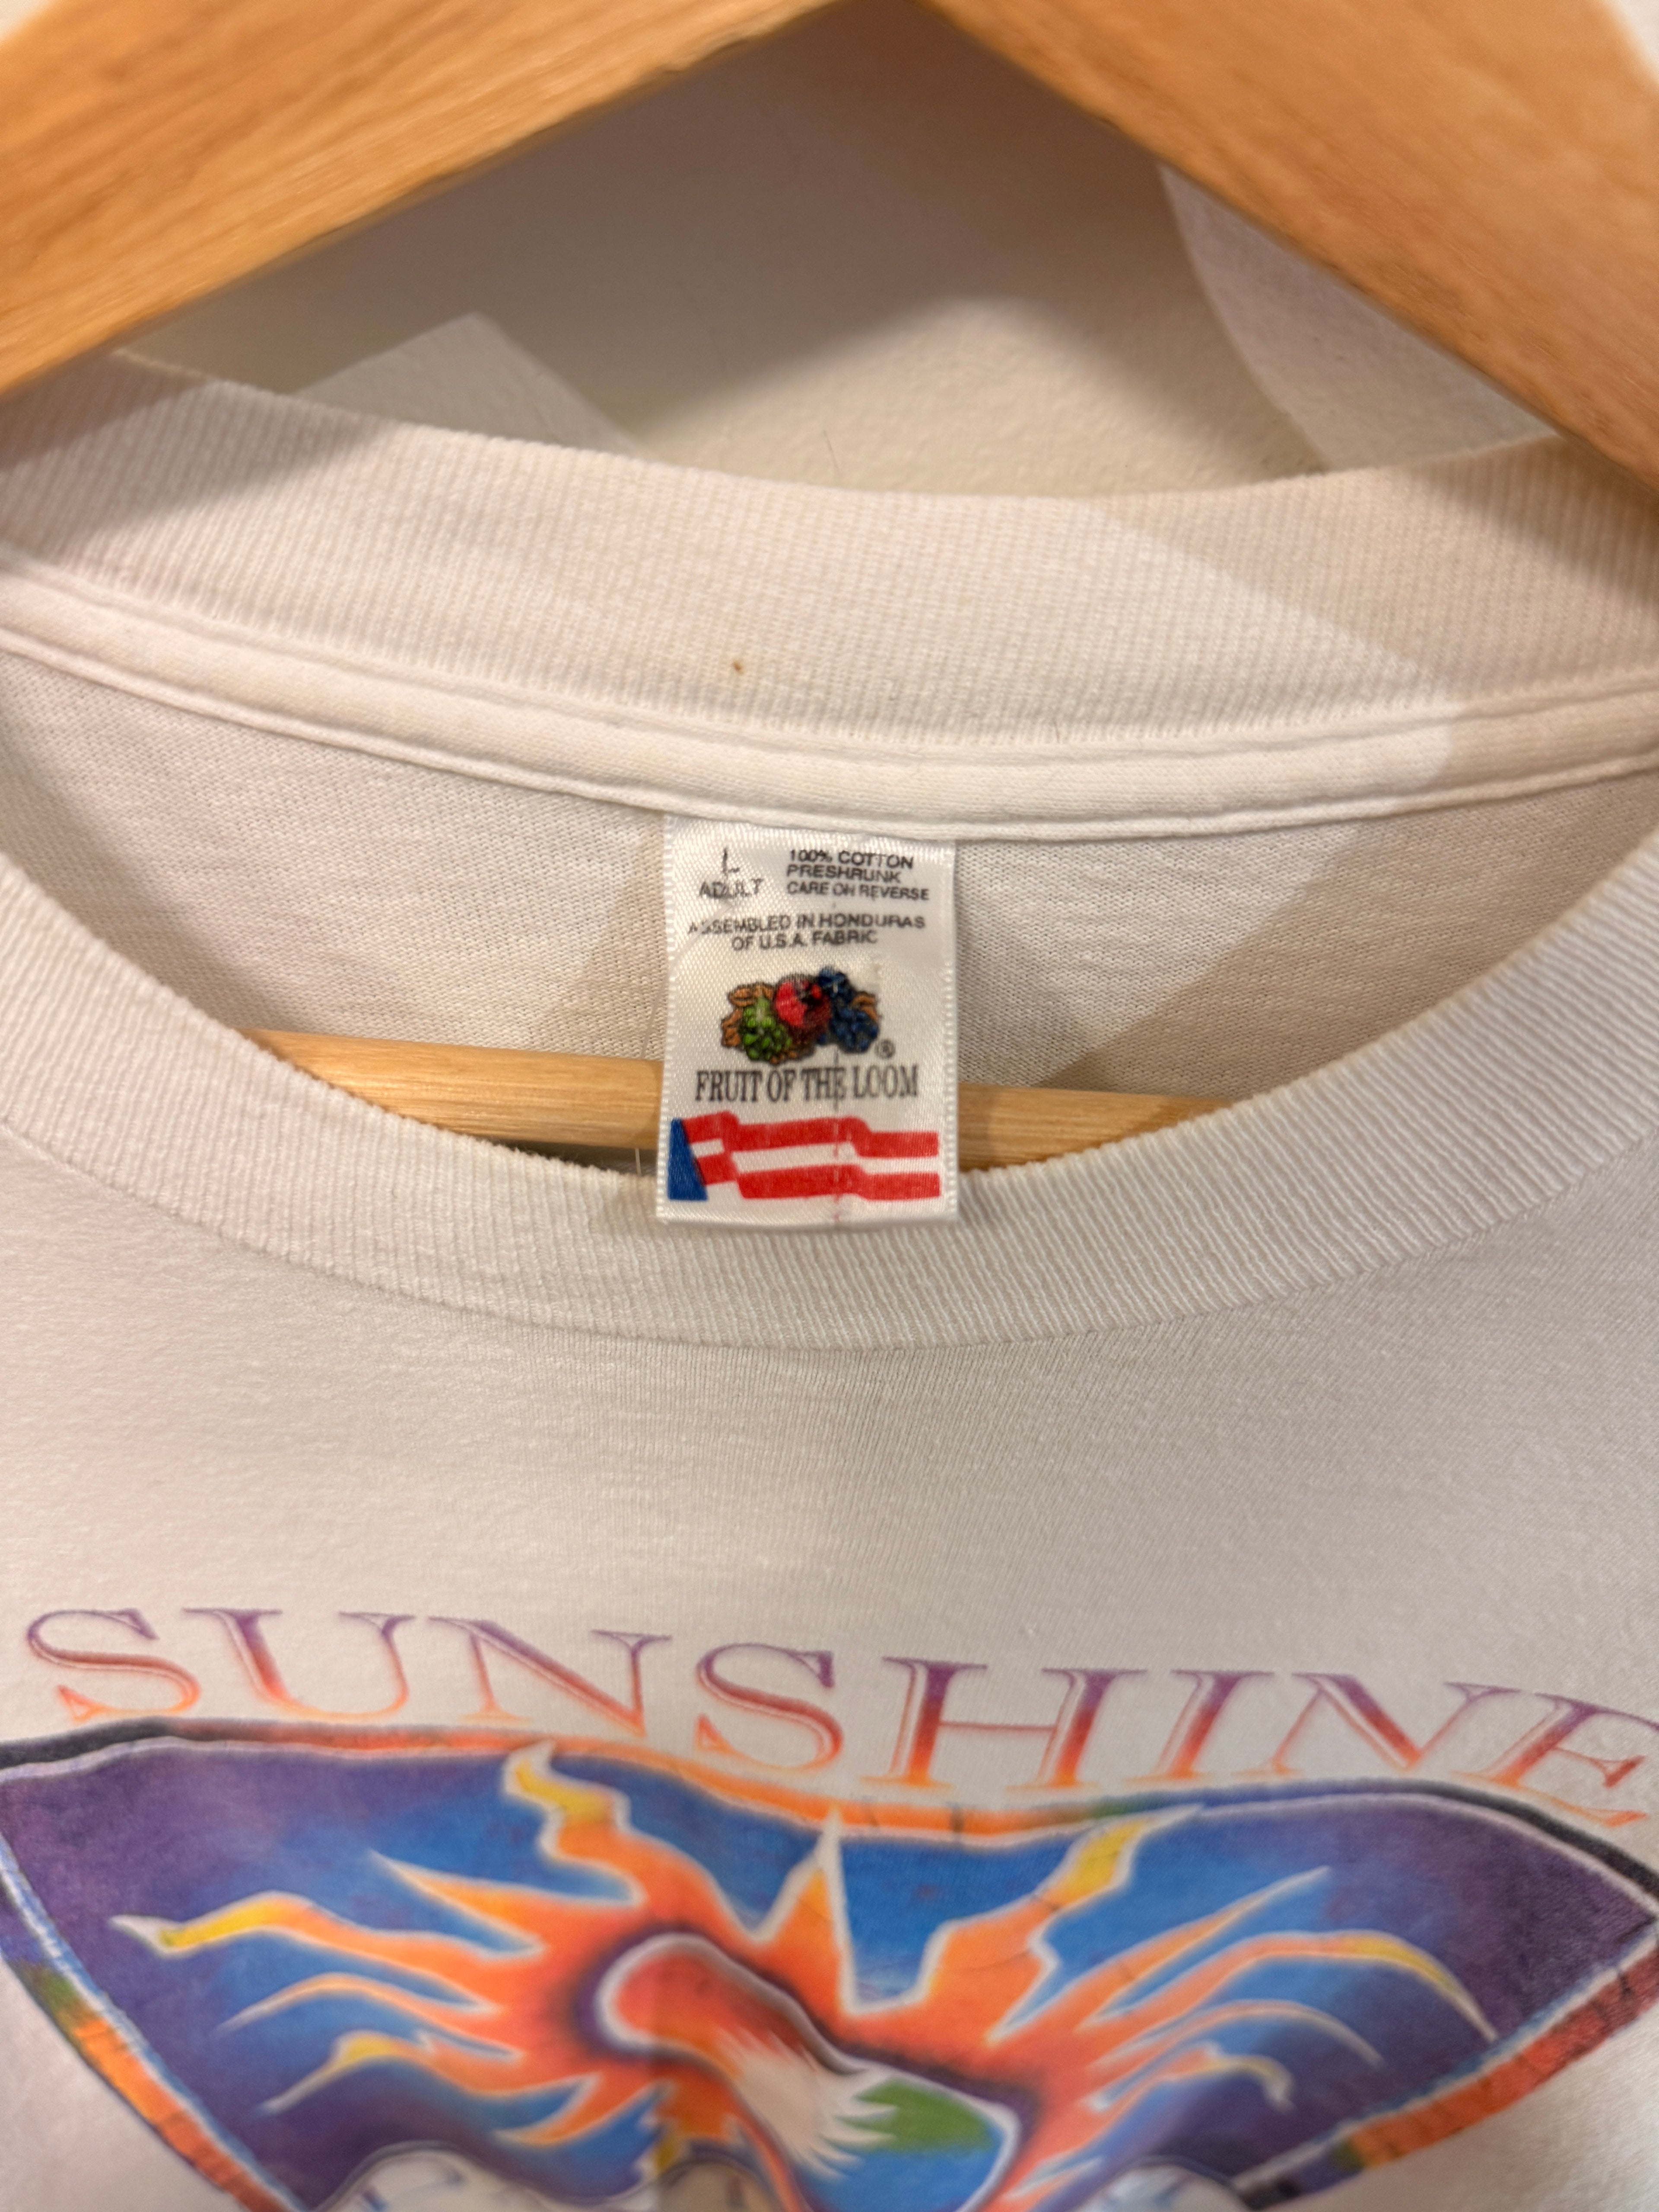 L
ADULT
100% COTTON
PRESHRUNK
CARE ON REVERSE
ASSEMBLED IN HONDURAS
OF U.S.A. FABRIC
®
FRUIT OF THE LOOM
SUNSHINE